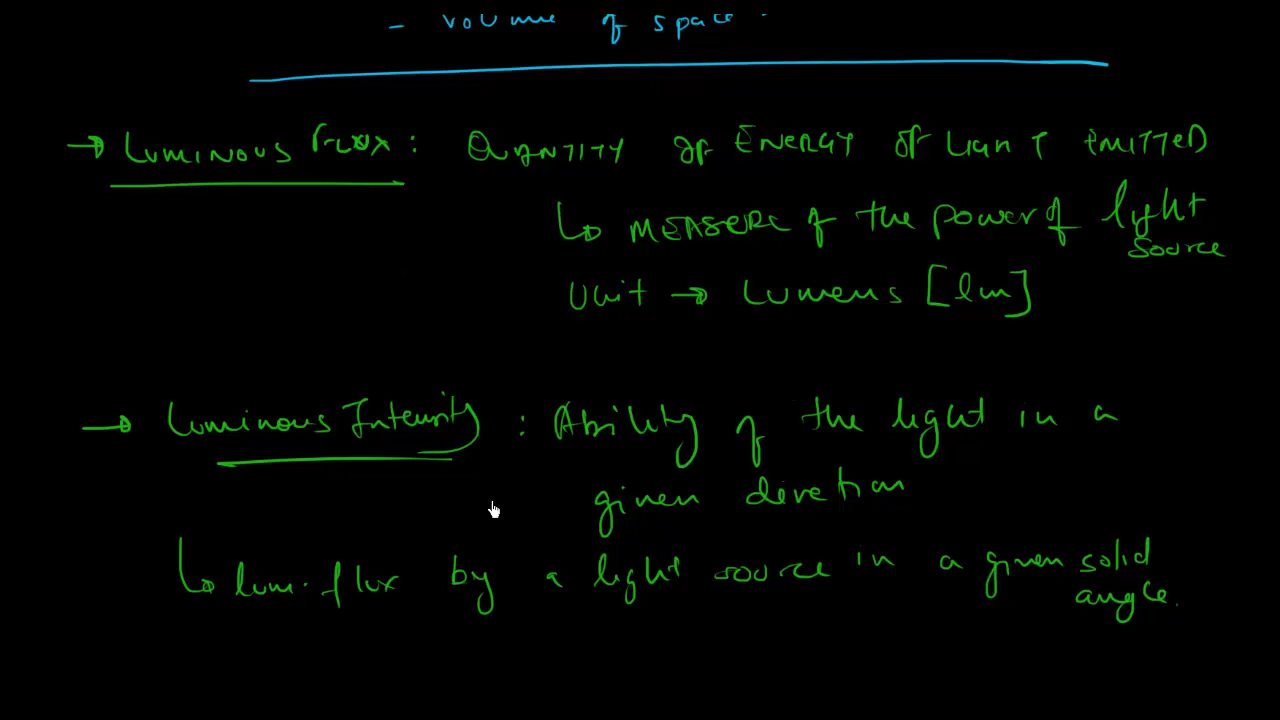 - volume of space.
→ LUMINOUS FLUX : QUANTITY OF ENERGY OF LIGHT EMITTED
↳ MEASURE of the power of light source
Unit → Lumens [lm]
→ Luminous Intensity : Ability of the light in a
given direction
↳ lum. flux by a light source in a given solid angle.